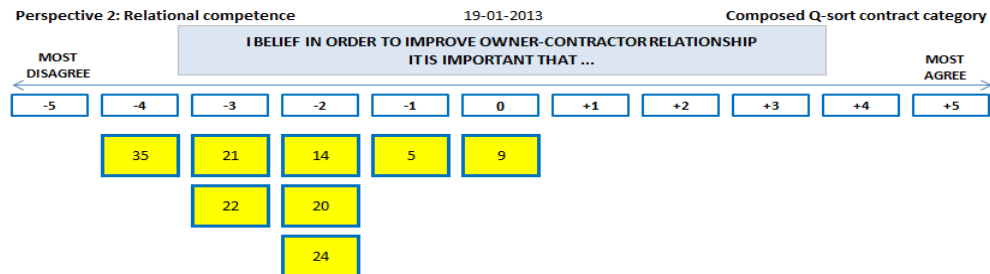 Perspective 2: Relational competence 19-01-2013 Composed Q-sort contract category
I BELIEF IN ORDER TO IMPROVE OWNER-CONTRACTOR RELATIONSHIP
IT IS IMPORTANT THAT ...
MOST
DISAGREE
MOST
AGREE
-5 -4 -3 -2 -1 0 +1 +2 +3 +4 +5
35 21 14 5 9
22 20
24